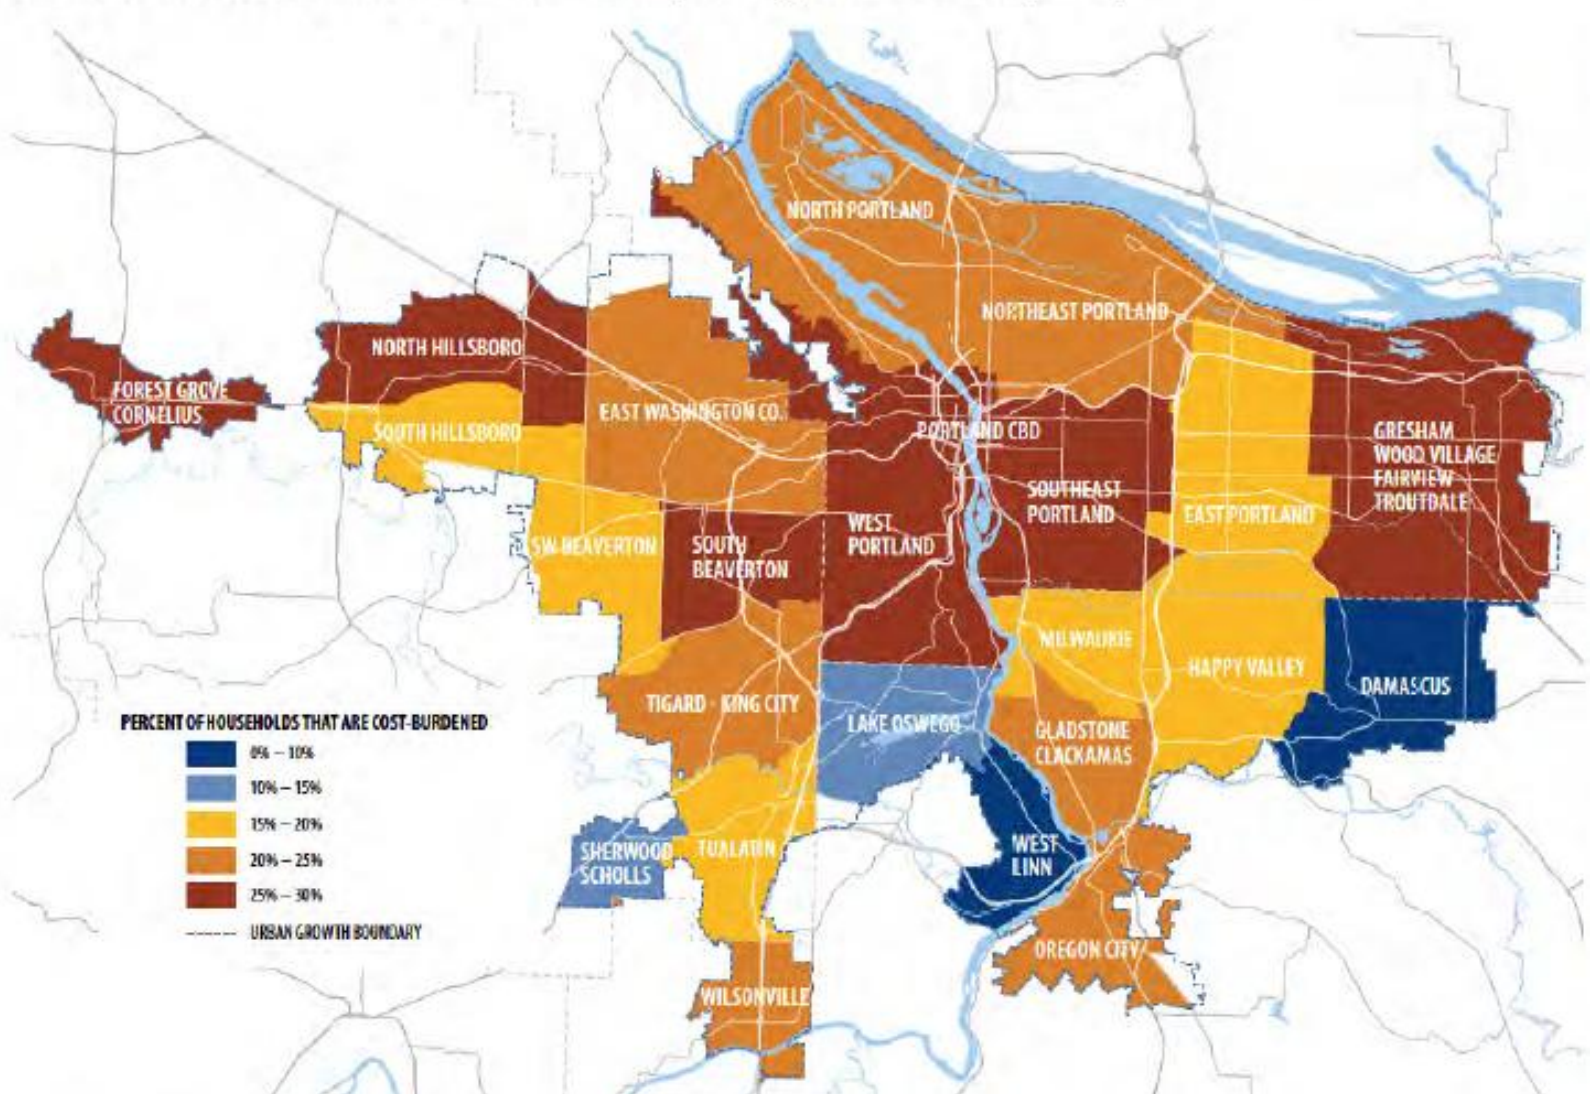 NORTH PORTLAND
NORTHEAST PORTLAND
NORTH HILLSBORO
FOREST GROVE
CORNELIUS
EAST WASHINGTON CO.
SOUTH HILLSBORO
PORTLAND CBD
GRESHAM
WOOD VILLAGE
FAIRVIEW
TROUTDALE
SOUTHEAST
PORTLAND
EAST PORTLAND
WEST
PORTLAND
SW BEAVERTON
SOUTH
BEAVERTON
MILWAUKIE
HAPPY VALLEY
DAMASCUS
TIGARD - KING CITY
LAKE OSWEGO
GLADSTONE
CLACKAMAS
PERCENT OF HOUSEHOLDS THAT ARE COST-BURDENED
0% – 10%
10% – 15%
15% – 20%
20% – 25%
25% – 30%
URBAN GROWTH BOUNDARY
SHERWOOD
SCHOLLS
TUALATIN
WEST
LINN
OREGON CITY
WILSONVILLE